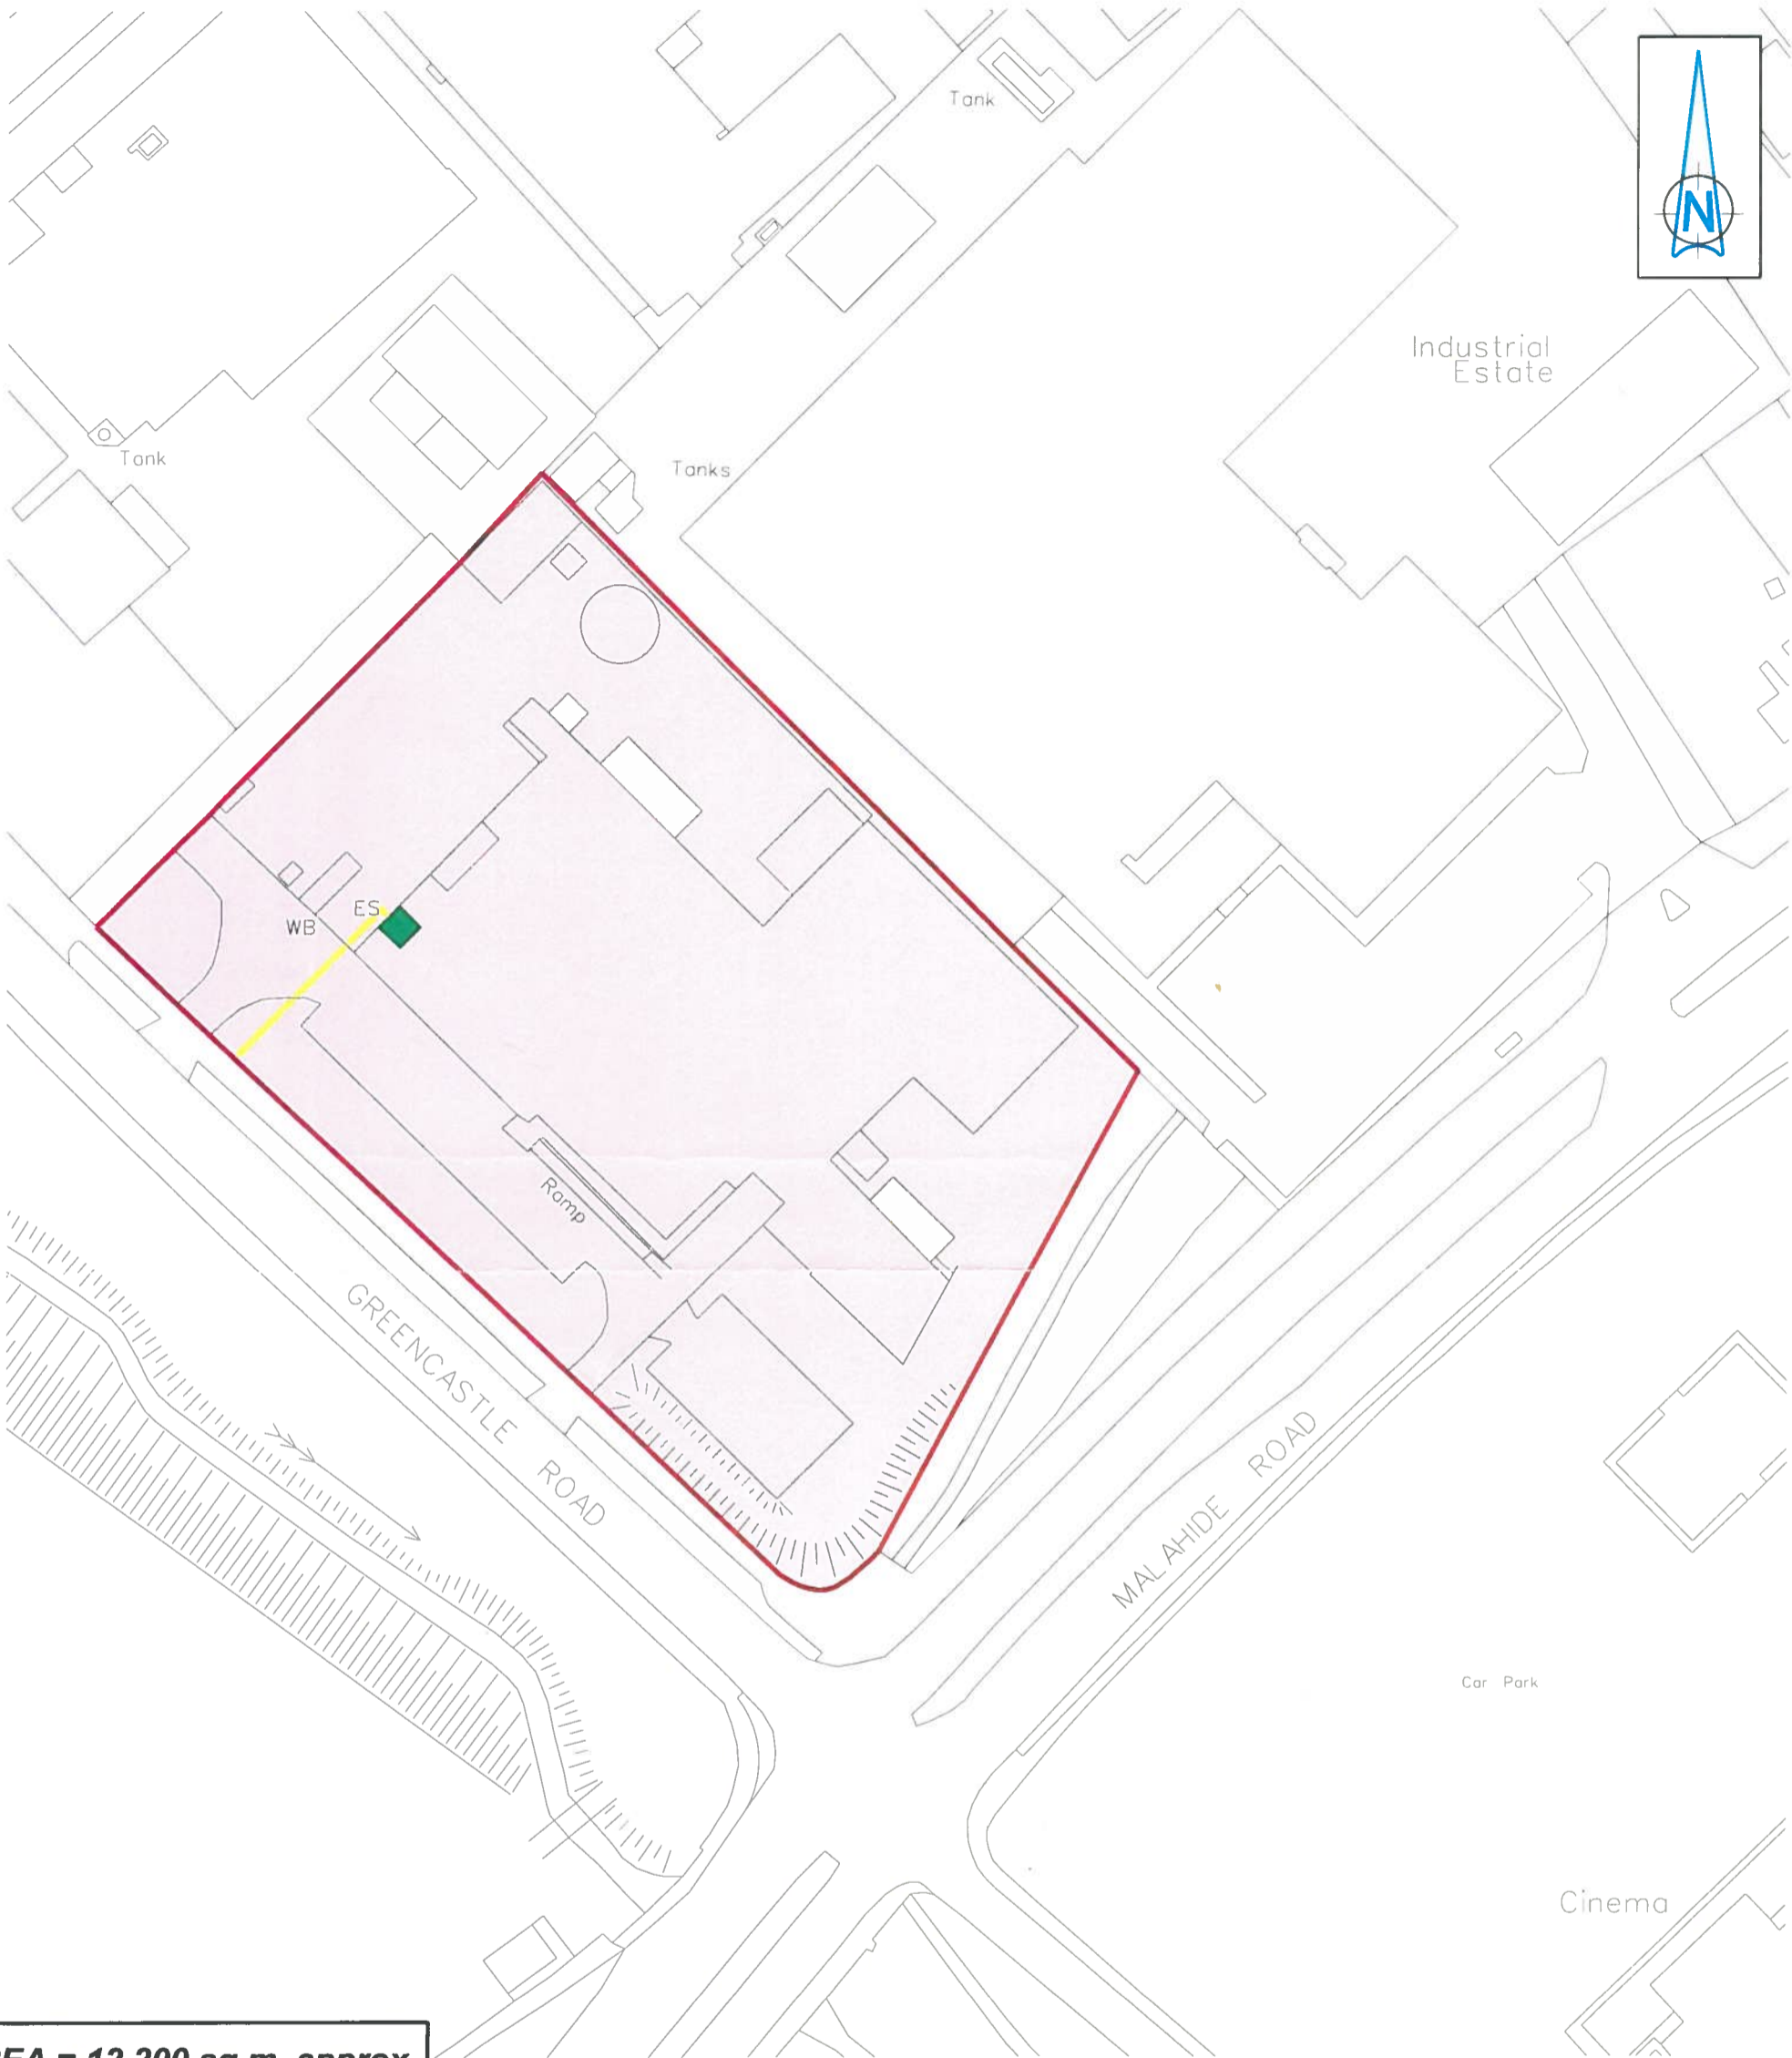 Tank
N
Industrial
Estate
Tank
Tanks
ES
WB
Ramp
GREENCASTLE ROAD
MALAHIDE ROAD
Car Park
Cinema